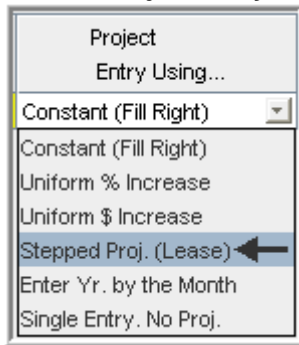 Project
Entry Using...
Constant (Fill Right)
Constant (Fill Right)
Uniform % Increase
Uniform $ Increase
Stepped Proj. (Lease)
Enter Yr. by the Month
Single Entry. No Proj.